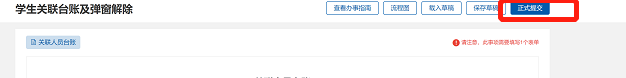 学生关联台账及弹窗解除
查看办事指南 流程图 载入草稿 保存草稿 正式提交
关联人员台账
请注意，此事项需要填写1个表单